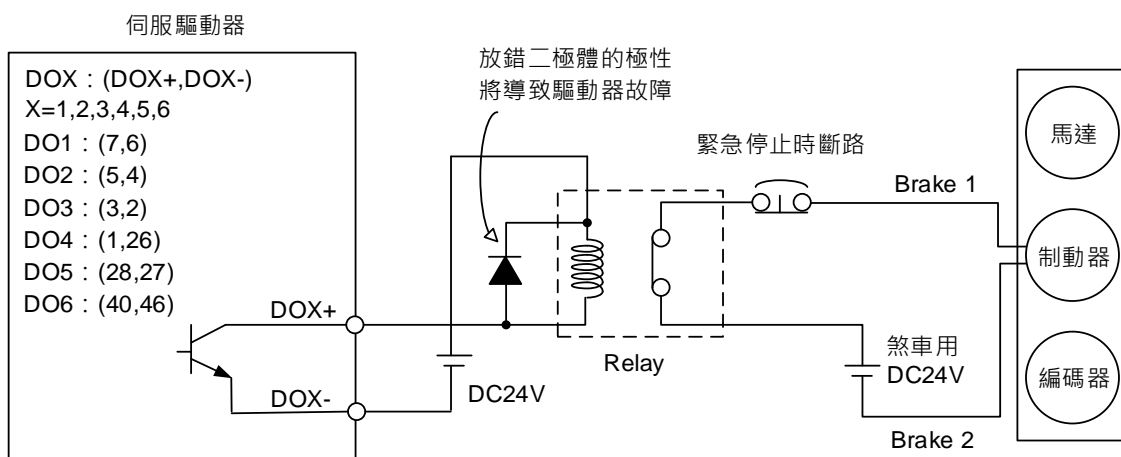 伺服驅動器
DOX：(DOX+,DOX-)
X=1,2,3,4,5,6
DO1：(7,6)
DO2：(5,4)
DO3：(3,2)
DO4：(1,26)
DO5：(28,27)
DO6：(40,46)
DOX+
DOX-
放錯二極體的極性
將導致驅動器故障
DC24V
Relay
緊急停止時斷路
Brake 1
煞車用
DC24V
Brake 2
馬達
制動器
編碼器